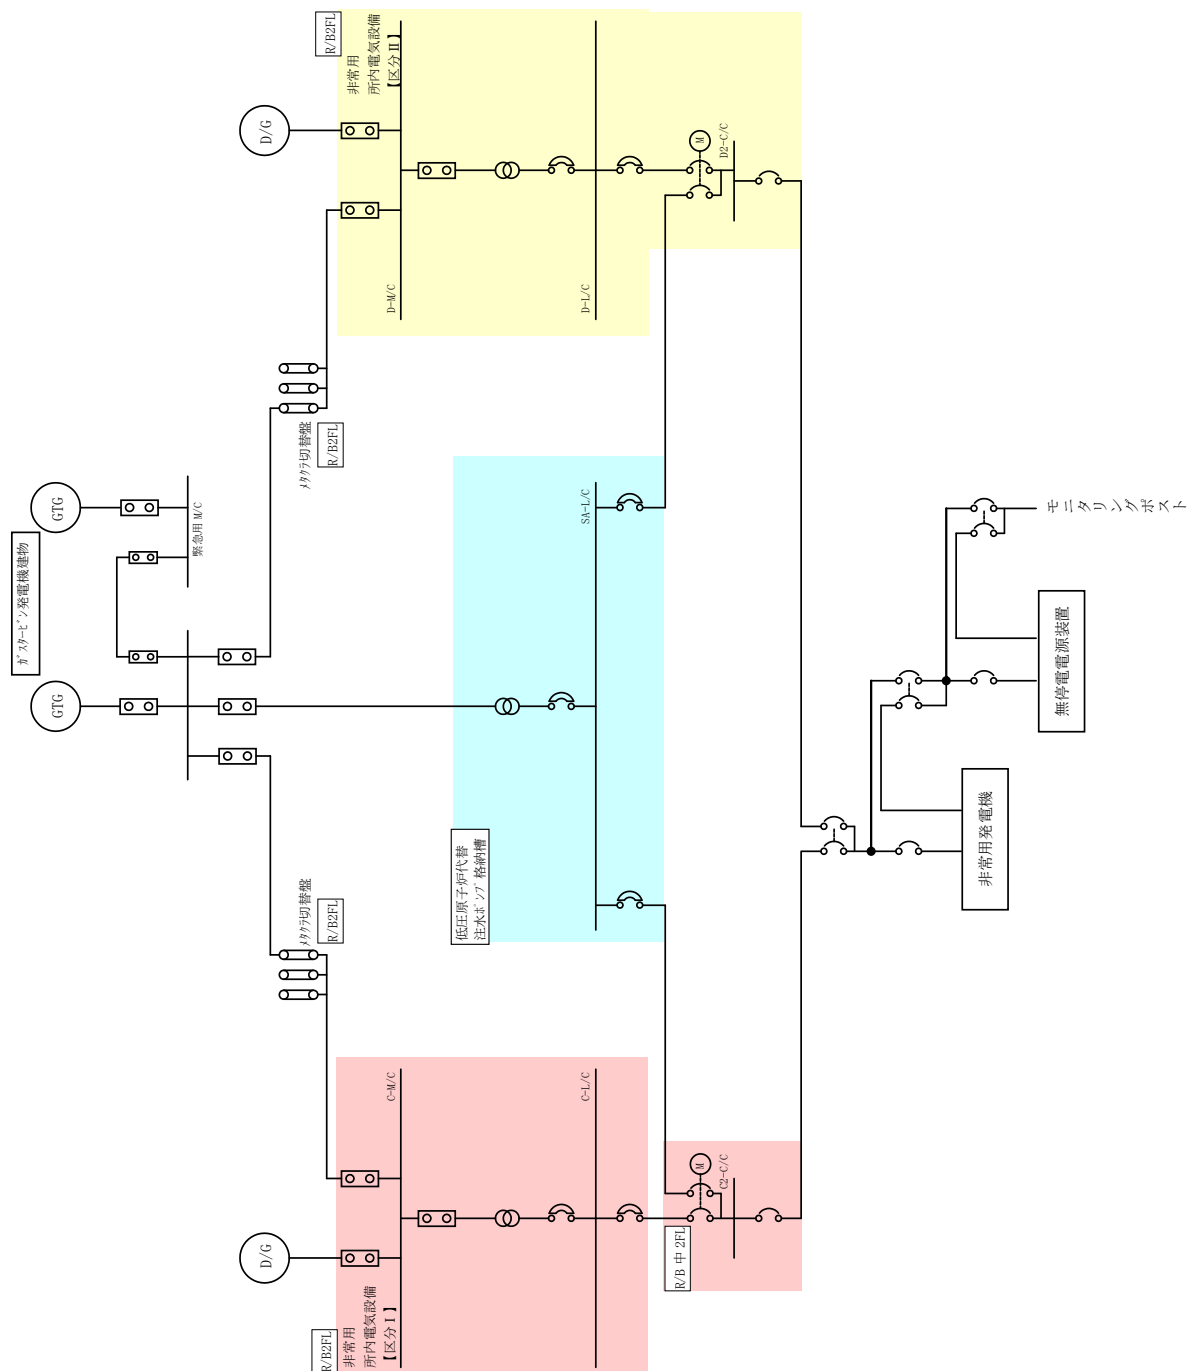 ガスタービン発電機建物
GTG
GTG
緊急用 M/C
D/G
R/B2FL
非常用
所内電気設備
【区分Ⅱ】
D-M/C
D-L/C
M
D2-C/C
メタクラ切替盤
R/B2FL
SA-L/C
低圧原子炉代替
注水ポンプ格納槽
メタクラ切替盤
R/B2FL
D/G
R/B2FL
非常用
所内電気設備
【区分Ⅰ】
C-M/C
C-L/C
M
C2-C/C
R/B 中 2FL
モニタリングポスト
無停電電源装置
非常用発電機